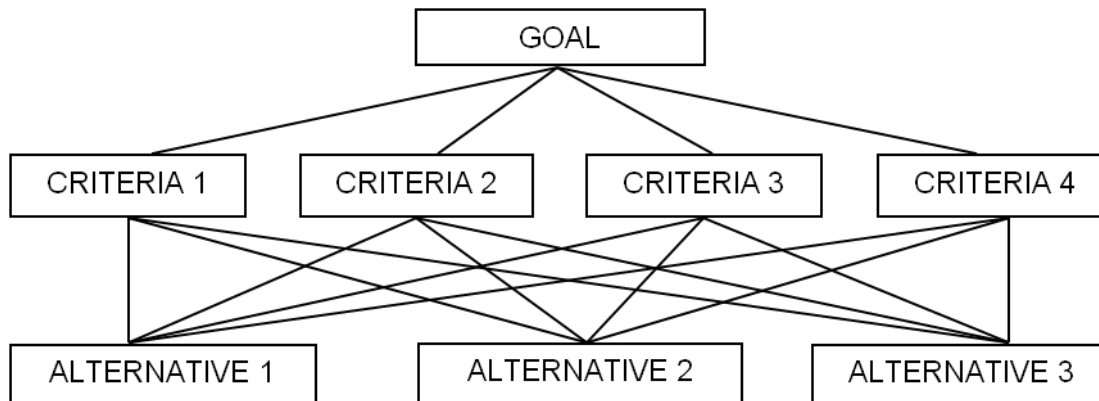 GOAL
CRITERIA 1
CRITERIA 2
CRITERIA 3
CRITERIA 4
ALTERNATIVE 1
ALTERNATIVE 2
ALTERNATIVE 3